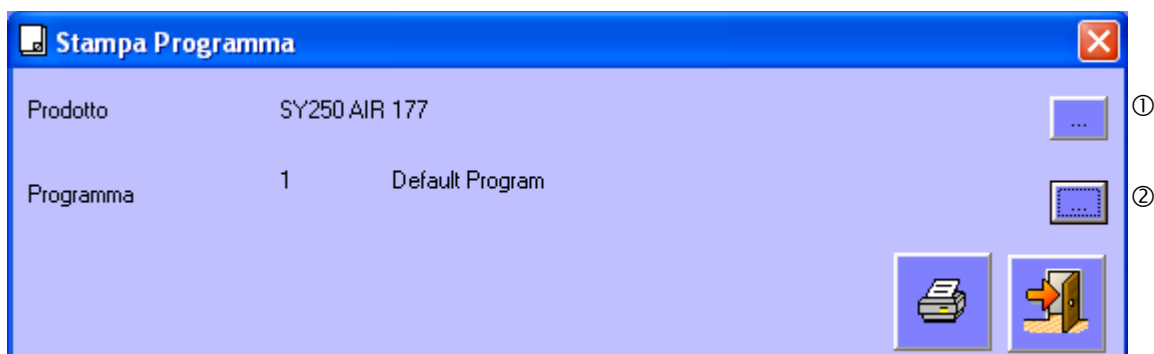 Stampa Programma
Prodotto SY250 AIR 177 ... ①
Programma 1 Default Program ... ②